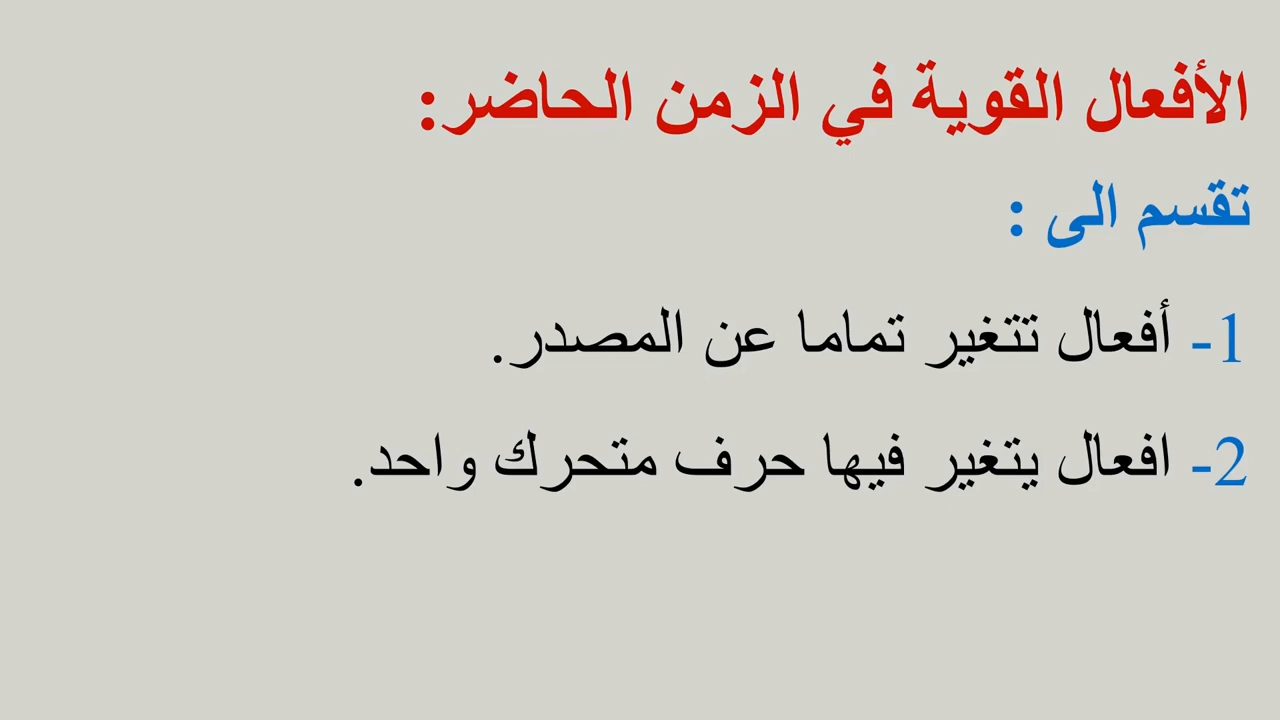 الأفعال القوية في الزمن الحاضر:
تقسم الى :
1- أفعال تتغير تماما عن المصدر.
2- افعال يتغير فيها حرف متحرك واحد.